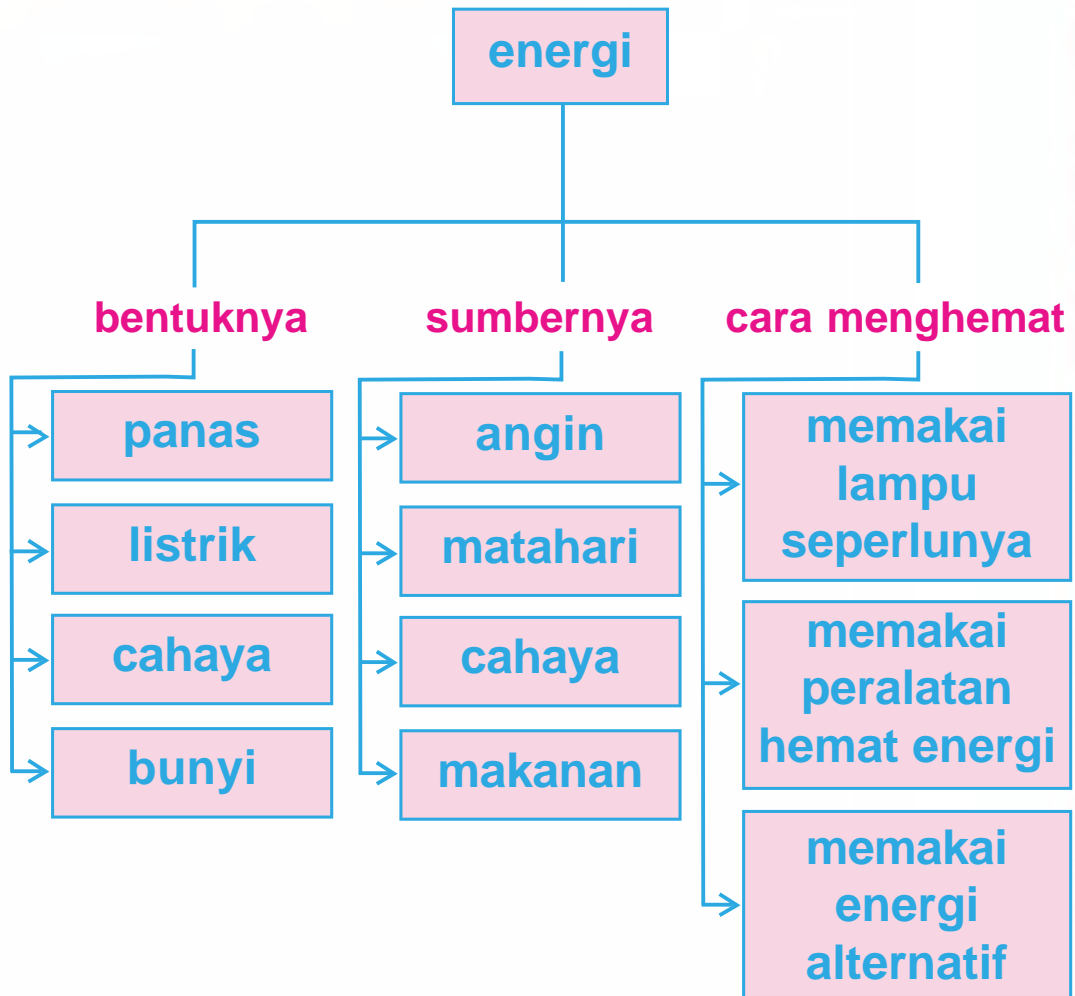 energi
bentuknya
panas
listrik
cahaya
bunyi
sumbernya
angin
matahari
cahaya
makanan
cara menghemat
memakai
lampu
seperlunya
memakai
peralatan
hemat energi
memakai
energi
alternatif